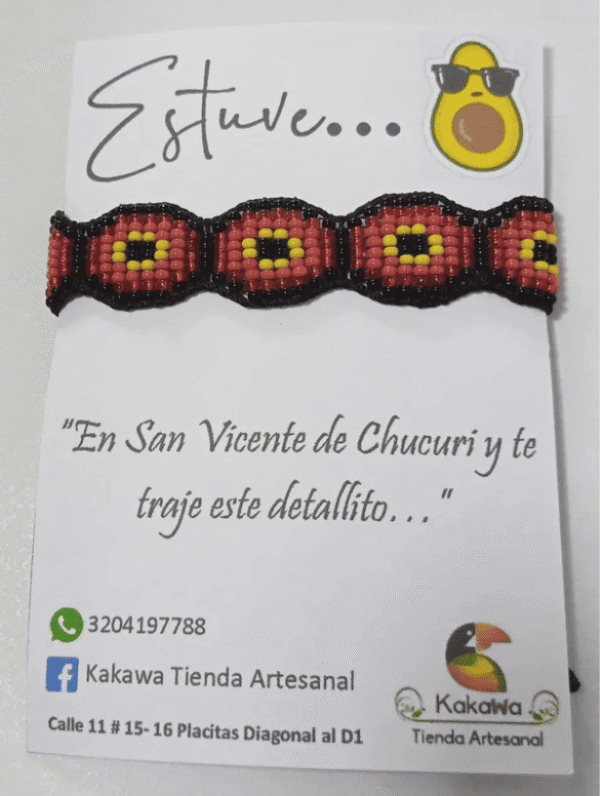 Estuve...
"En San Vicente de Chucuri y te
traje este detallito..."
3204197788
Kakawa Tienda Artesanal
Calle 11 # 15-16 Placitas Diagonal al D1
Kakawa
Tienda Artesanal